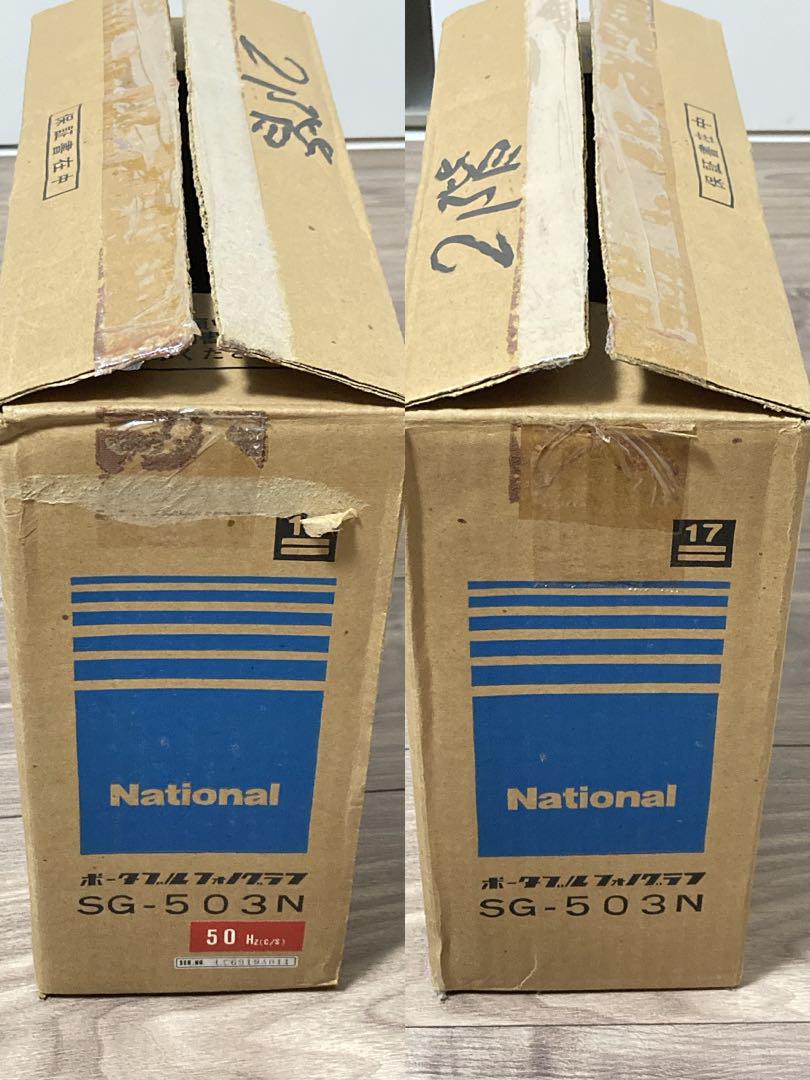 保証書在中
2階
National
ポータブルフォノグラフ
SG-503N
50 Hz(c/s)
SER.NO.
2階
保証書在中
17
National
ポータブルフォノグラフ
SG-503N